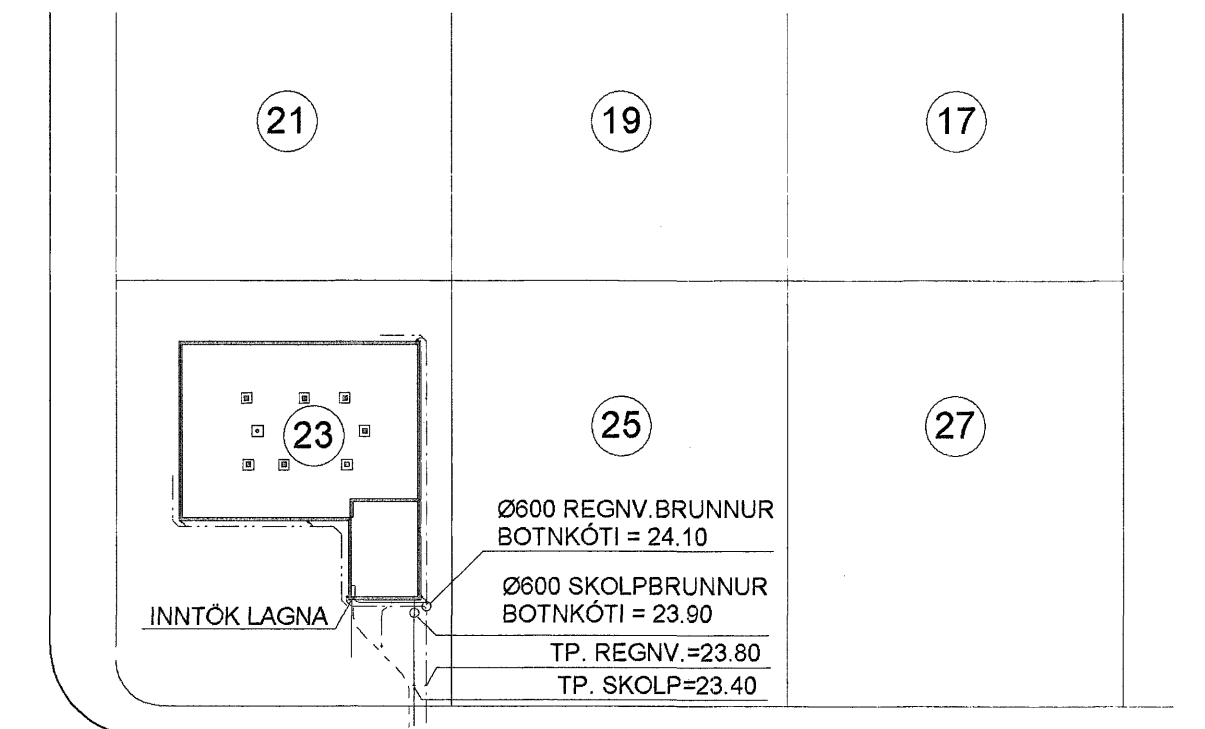 21
19
17
23
25
27
Ø600 REGNV.BRUNNUR
BOTNKÓTI = 24.10
Ø600 SKOLPBRUNNUR
BOTNKÓTI = 23.90
INNTÖK LAGNA
TP. REGNV.=23.80
TP. SKOLP=23.40